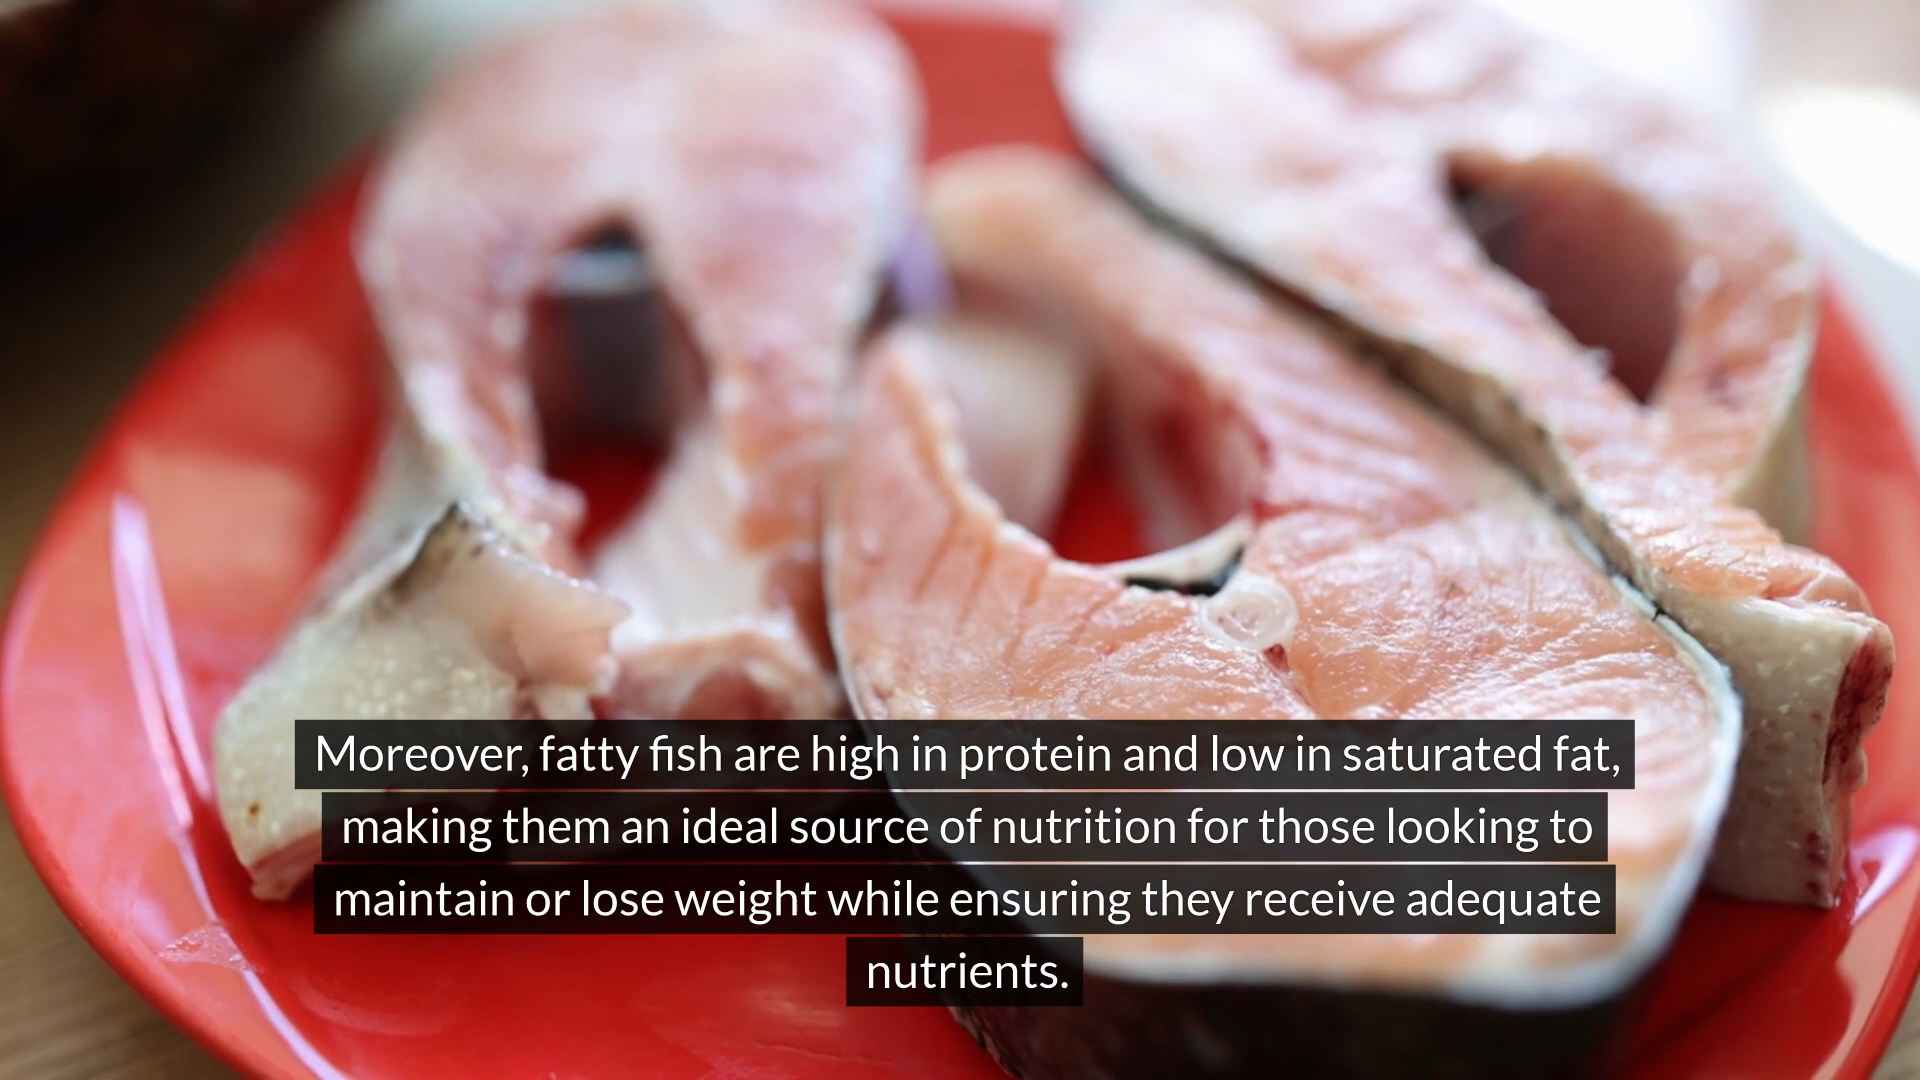 Moreover, fatty fish are high in protein and low in saturated fat,
making them an ideal source of nutrition for those looking to
maintain or lose weight while ensuring they receive adequate
nutrients.